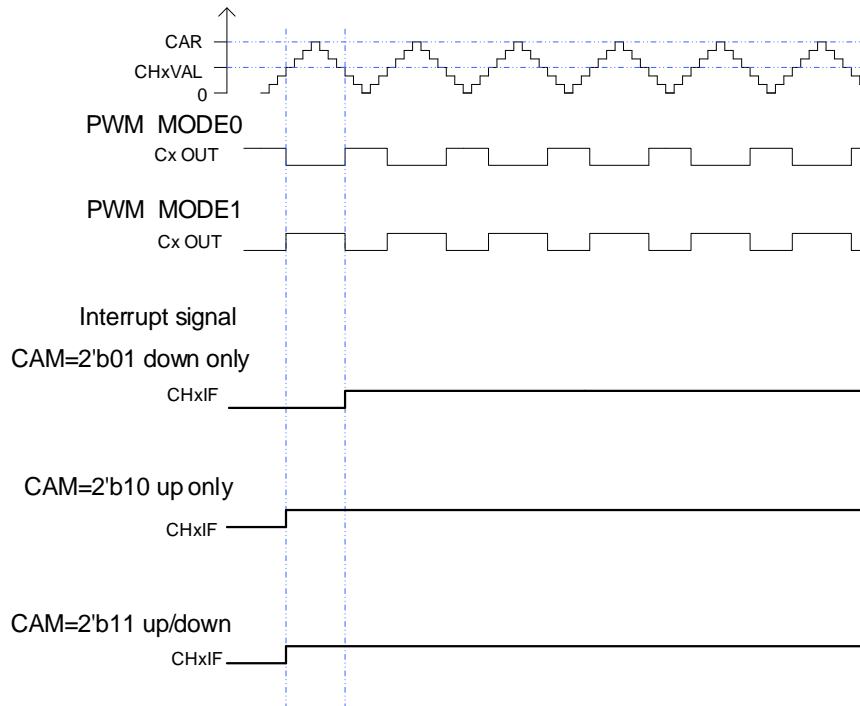 CAR
CHxVAL
0
PWM MODE0
Cx OUT
PWM MODE1
Cx OUT
Interrupt signal
CAM=2'b01 down only
CHxIF
CAM=2'b10 up only
CHxIF
CAM=2'b11 up/down
CHxIF